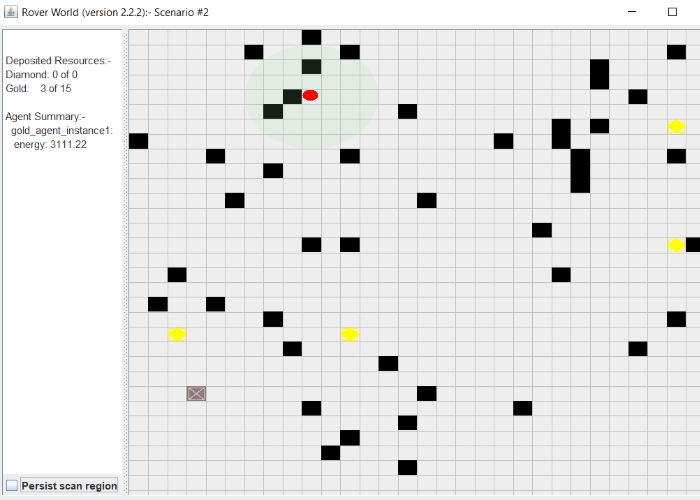 Rover World (version 2.2.2):- Scenario #2
Deposited Resources:-
Diamond: 0 of 0
Gold: 3 of 15
Agent Summary:-
gold_agent_instance1:
energy: 3111.22
Persist scan region